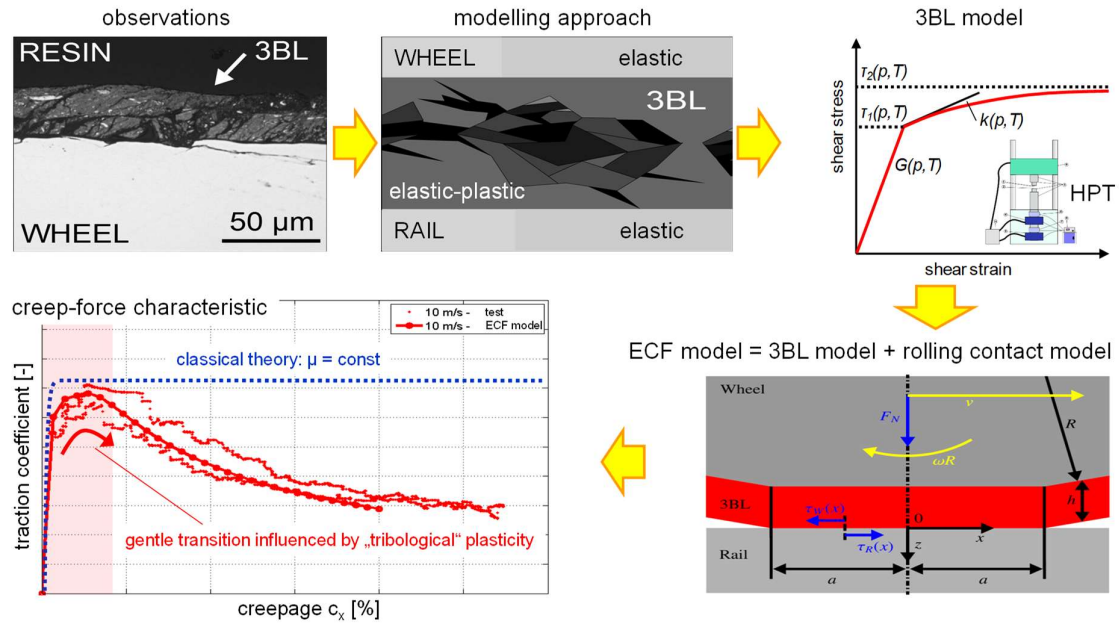 observations
modelling approach
3BL model
RESIN
3BL
WHEEL
50 µm
WHEEL
elastic
3BL
elastic-plastic
RAIL
elastic
shear stress
τ2(p,T)
τ1(p,T)
k(p,T)
G(p,T)
HPT
shear strain
creep-force characteristic
10 m/s - test
10 m/s - ECF model
classical theory: µ = const
traction coefficient [-]
gentle transition influenced by „tribological“ plasticity
creepage cx [%]
ECF model = 3BL model + rolling contact model
Wheel
FN
v
R
ωR
3BL
h
τW(x)
0
x
τR(x)
z
Rail
a
a